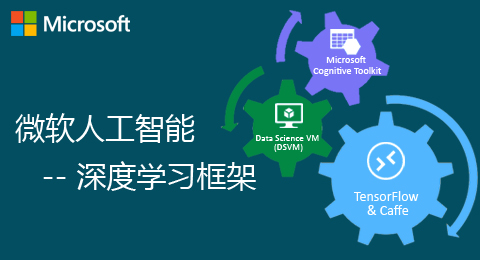 Microsoft
微软人工智能
-- 深度学习框架
Microsoft
Cognitive Toolkit
Data Science VM
(DSVM)
TensorFlow
& Caffe